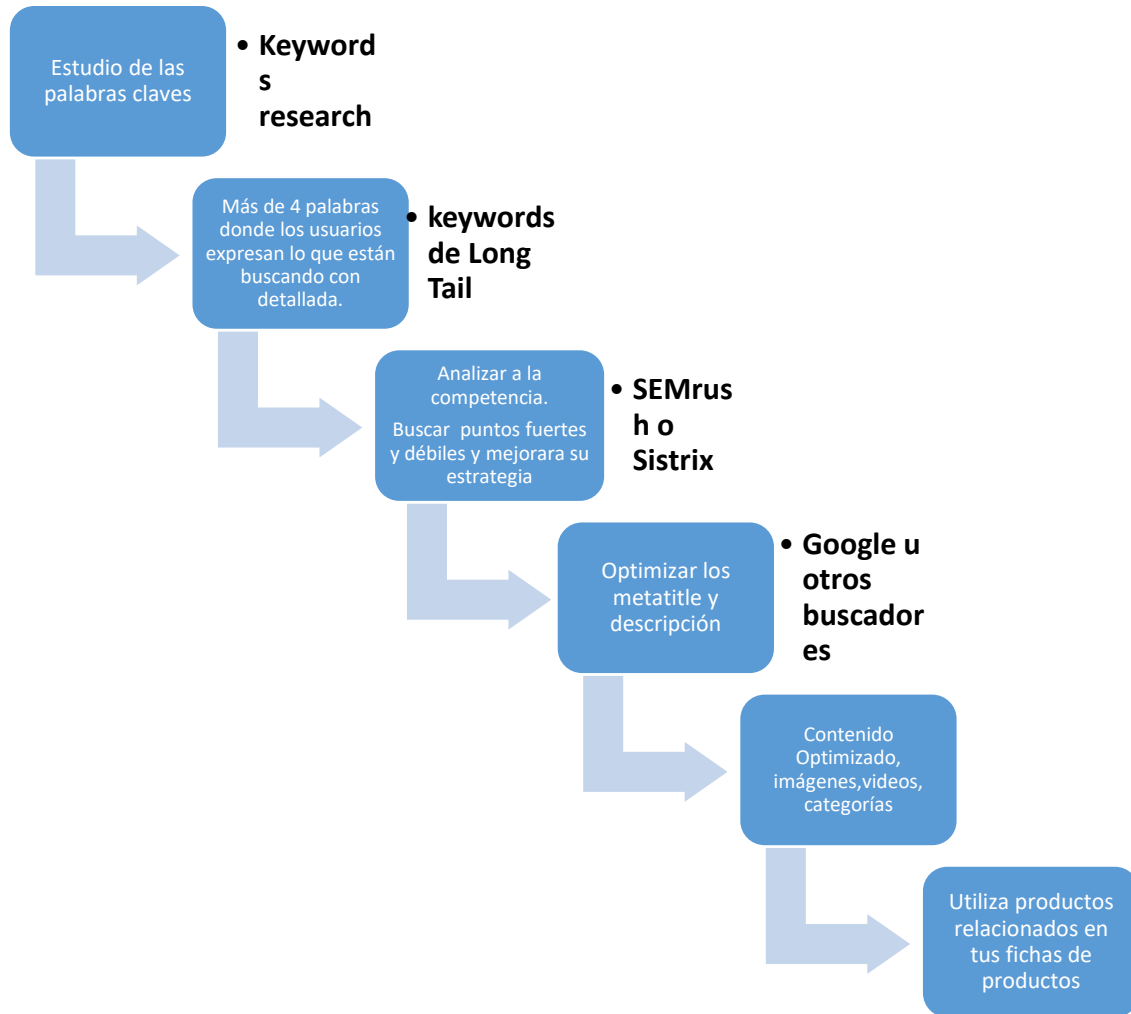 Estudio de las
palabras claves
• Keyword
s
research
Más de 4 palabras
donde los usuarios
expresan lo que están
buscando con
detallada.
• keywords
de Long
Tail
Analizar a la
competencia.
Buscar puntos fuertes
y débiles y mejorara su
estrategia
• SEMrus
h o
Sistrix
Optimizar los
metatitle y
descripción
• Google u
otros
buscador
es
Contenido
Optimizado,
imágenes,videos,
categorías
Utiliza productos
relacionados en
tus fichas de
productos